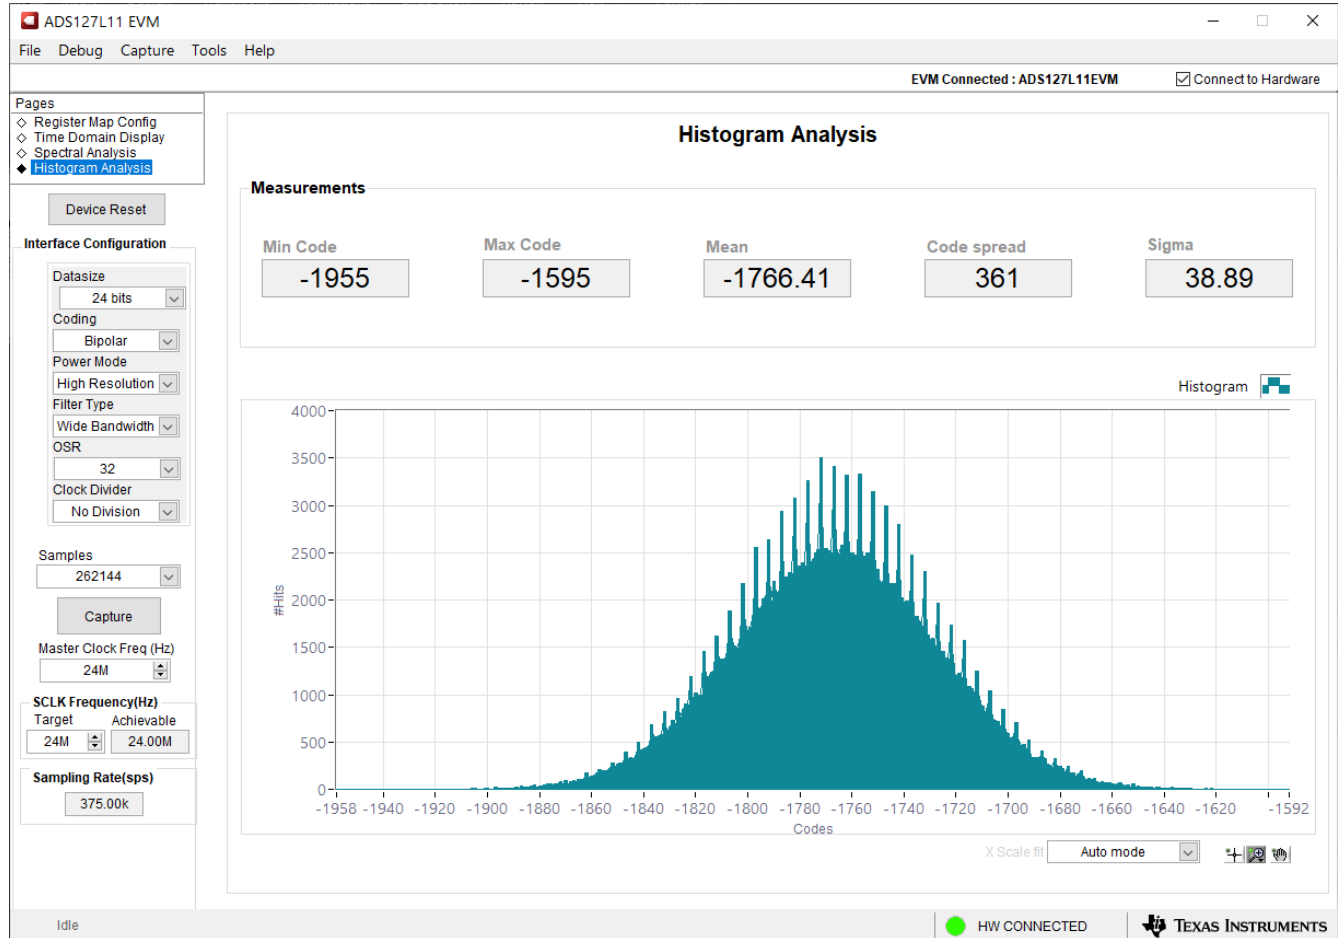 ADS127L11 EVM
File Debug Capture Tools Help
EVM Connected : ADS127L11EVM Connect to Hardware
Pages
Register Map Config
Time Domain Display
Spectral Analysis
Histogram Analysis
Device Reset
Interface Configuration
Datasize
24 bits
Coding
Bipolar
Power Mode
High Resolution
Filter Type
Wide Bandwidth
OSR
32
Clock Divider
No Division
Samples
262144
Capture
Master Clock Freq (Hz)
24M
SCLK Frequency(Hz)
Target Achievable
24M 24.00M
Sampling Rate(sps)
375.00k
Histogram Analysis
Measurements
Min Code Max Code Mean Code spread Sigma
-1955 -1595 -1766.41 361 38.89
Histogram
4000
3500
3000
2500
2000
1500
1000
500
0
#Hits
-1958 -1940 -1920 -1900 -1880 -1860 -1840 -1820 -1800 -1780 -1760 -1740 -1720 -1700 -1680 -1660 -1640 -1620 -1592
Codes
X Scale fit Auto mode
Idle HW CONNECTED TEXAS INSTRUMENTS